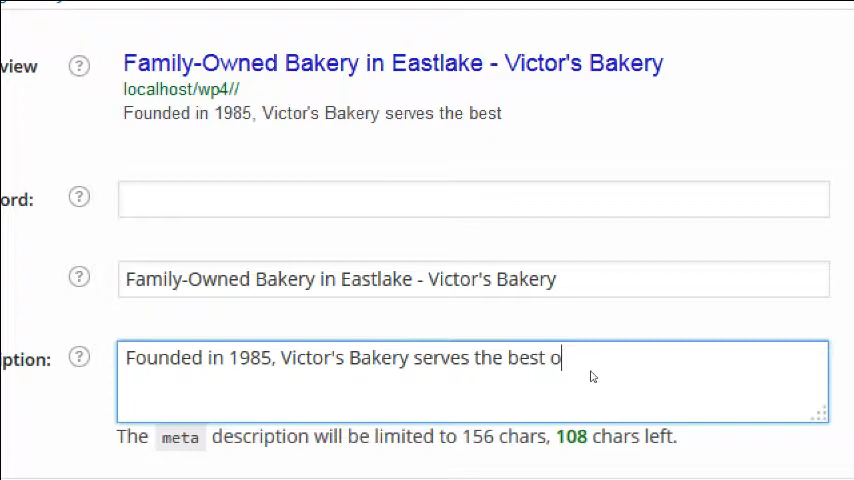 view ? Family-Owned Bakery in Eastlake - Victor's Bakery
localhost/wp4//
Founded in 1985, Victor's Bakery serves the best
ord: ?
? Family-Owned Bakery in Eastlake - Victor's Bakery
ption: ? Founded in 1985, Victor's Bakery serves the best o
The meta description will be limited to 156 chars, 108 chars left.